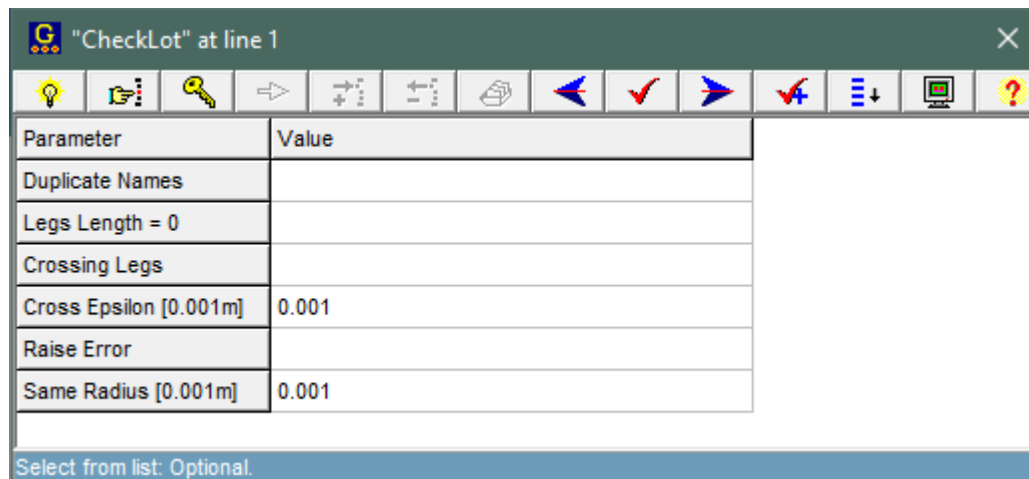 "CheckLot" at line 1
Parameter Value
Duplicate Names
Legs Length = 0
Crossing Legs
Cross Epsilon [0.001m] 0.001
Raise Error
Same Radius [0.001m] 0.001
Select from list: Optional.